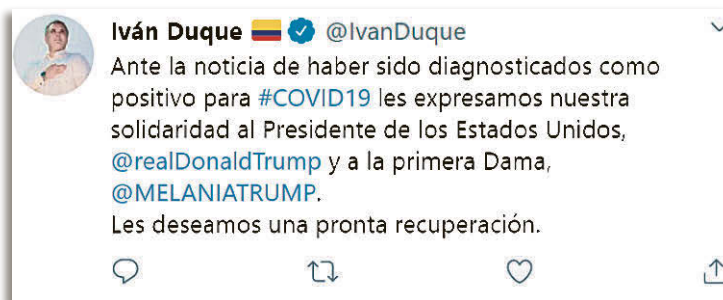 Iván Duque @IvanDuque
Ante la noticia de haber sido diagnosticados como
positivo para #COVID19 les expresamos nuestra
solidaridad al Presidente de los Estados Unidos,
@realDonaldTrump y a la primera Dama,
@MELANIATRUMP.
Les deseamos una pronta recuperación.